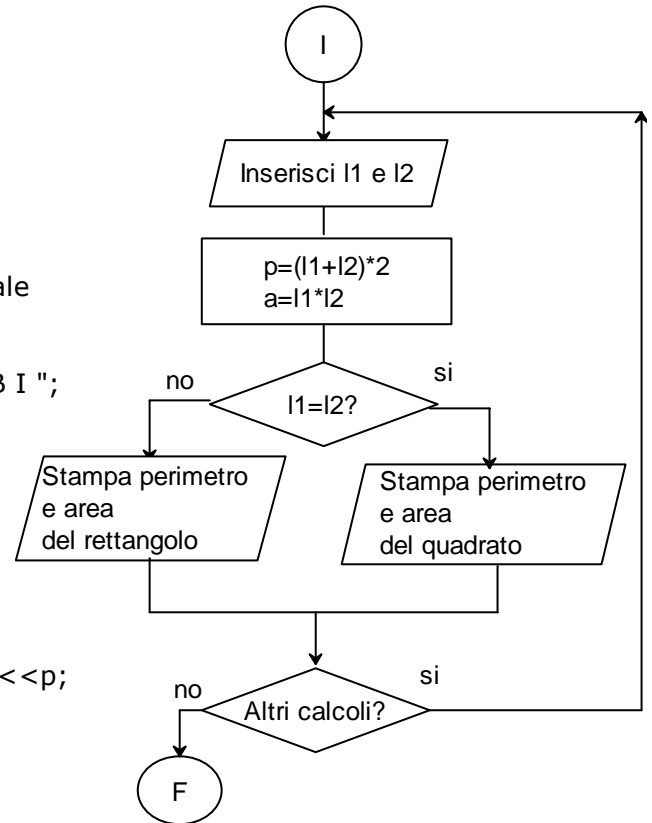 I
Inserisci l1 e l2
p=(l1+l2)*2
a=l1*l2
ale
B I ";
no
si
l1=l2?
Stampa perimetro
e area
del rettangolo
Stampa perimetro
e area
del quadrato
<<p;
no
si
Altri calcoli?
F